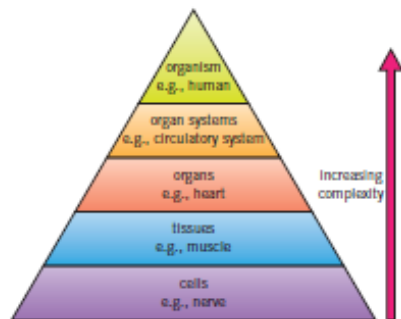 organism
e.g., human
organ systems
e.g., circulatory system
organs
e.g., heart
increasing
complexity
tissues
e.g., muscle
cells
e.g., nerve